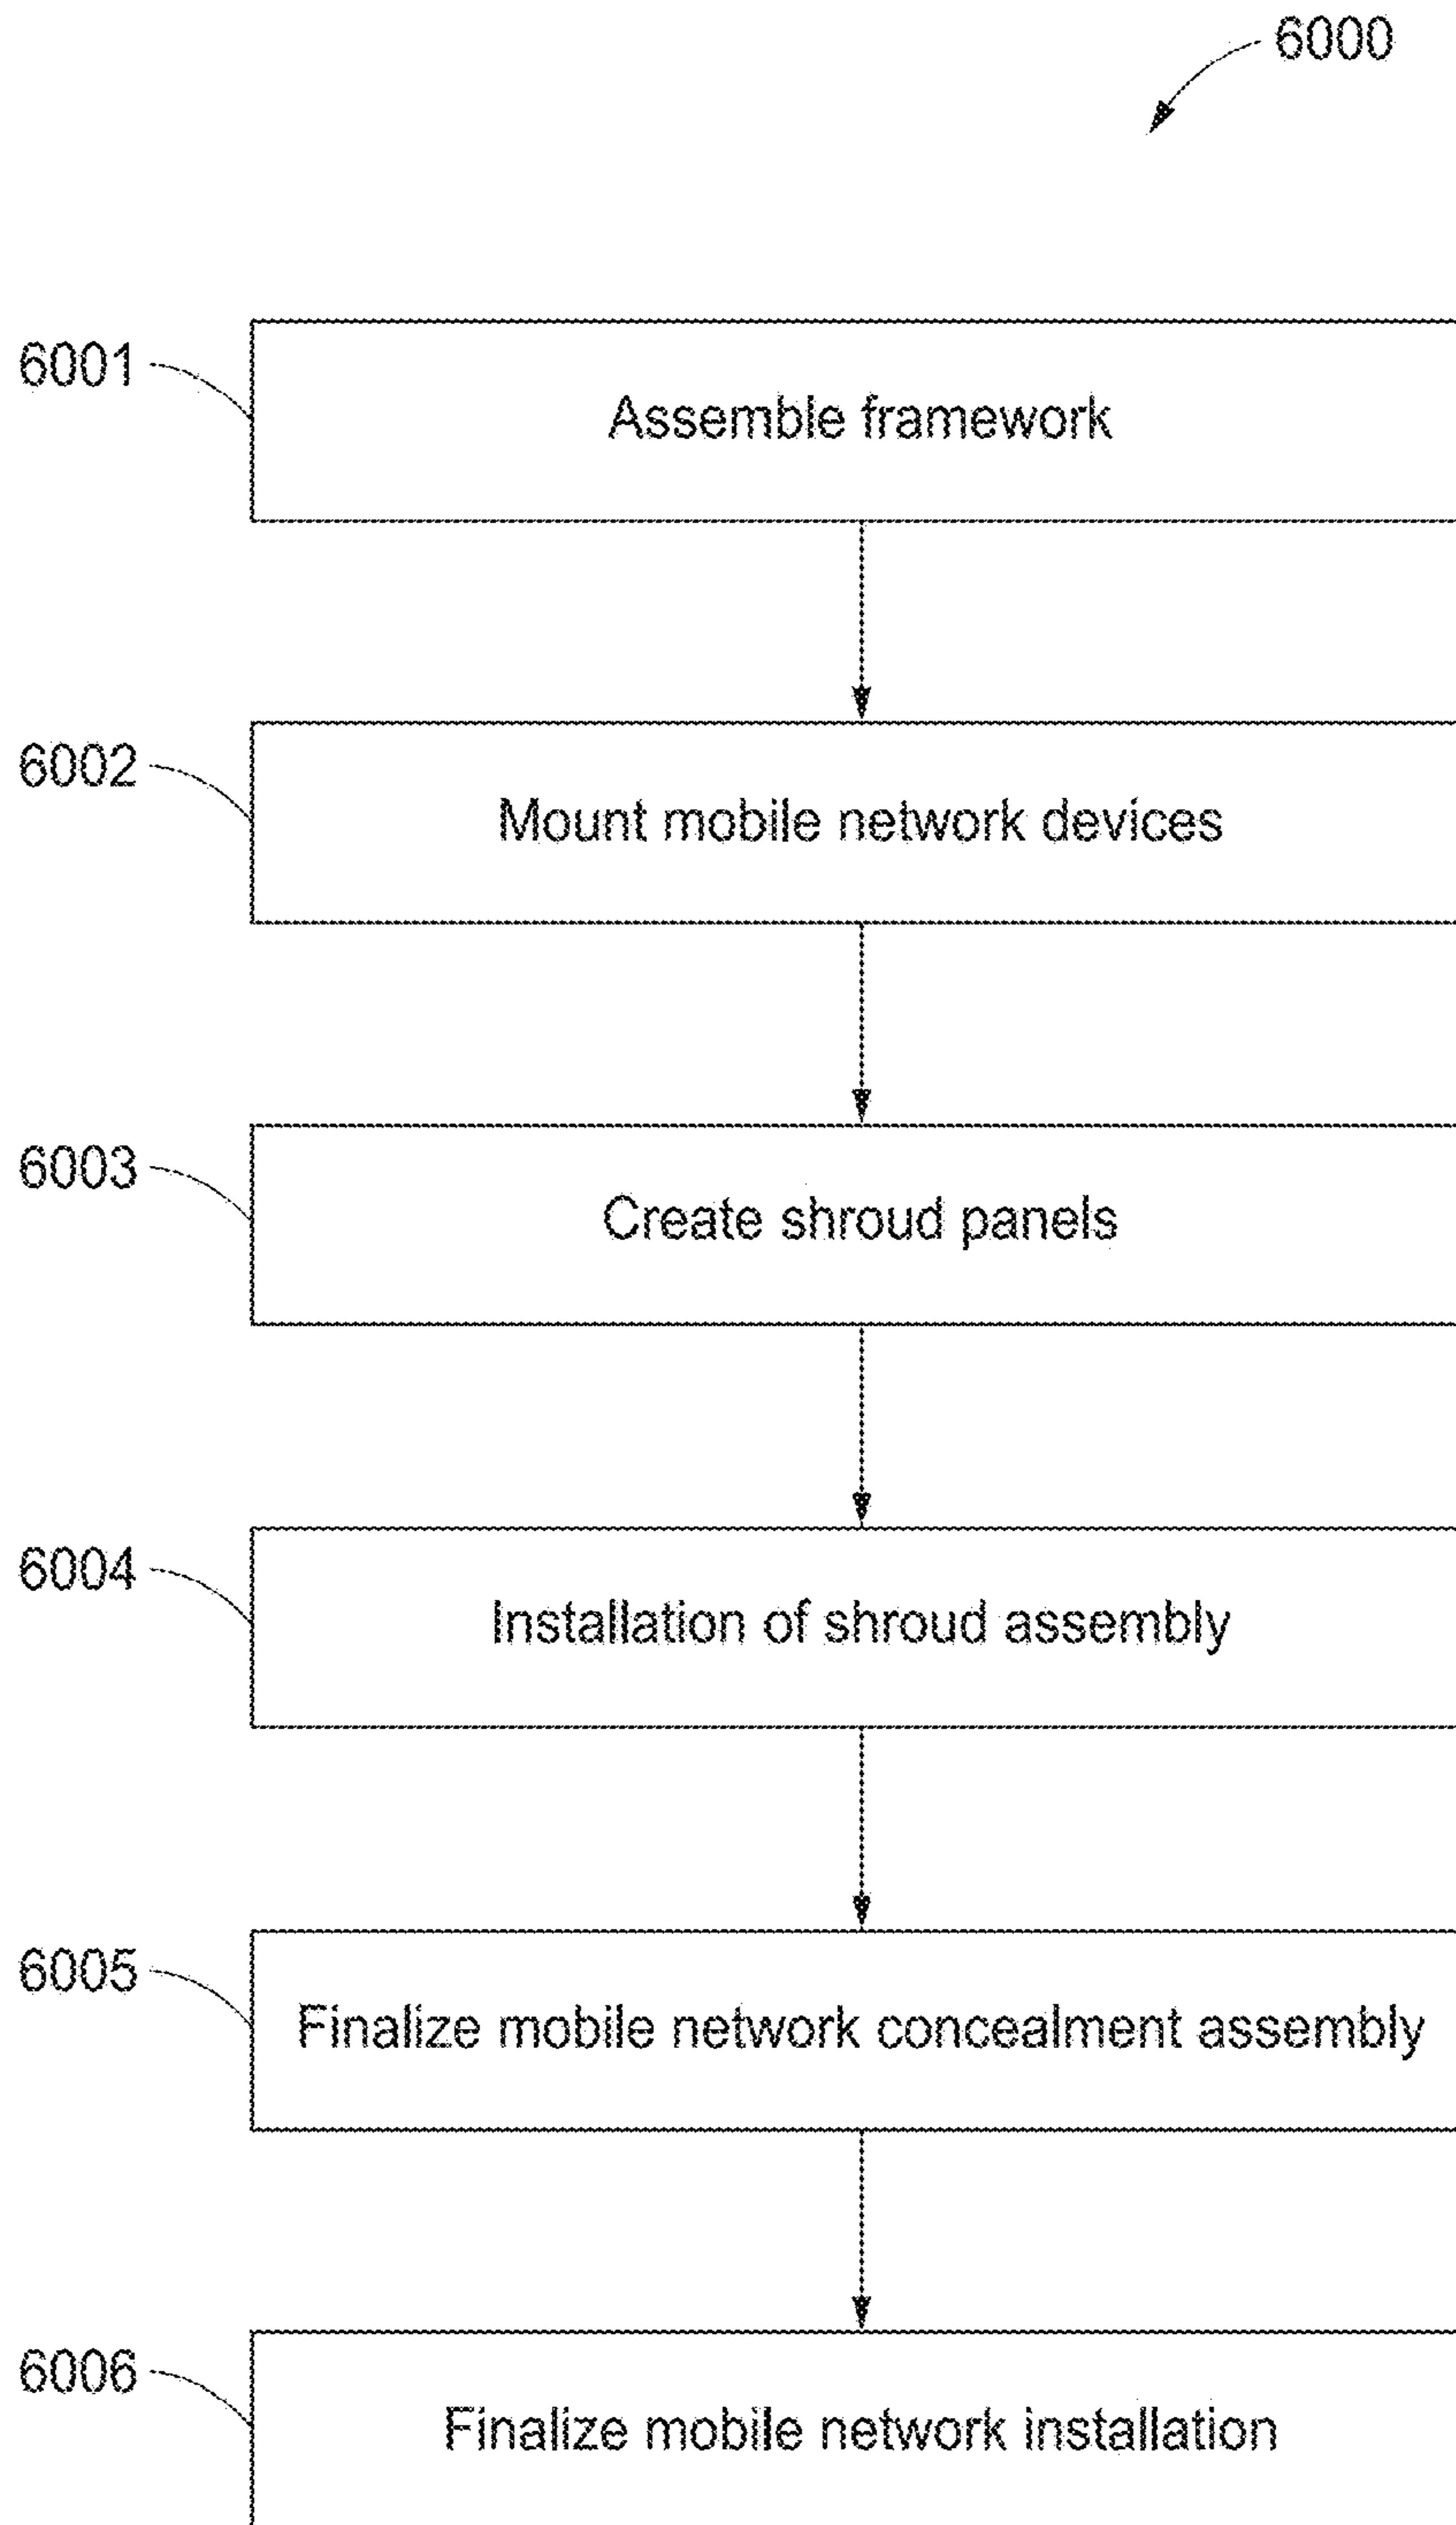 6000
6001
Assemble framework
6002
Mount mobile network devices
6003
Create shroud panels
6004
Installation of shroud assembly
6005
Finalize mobile network concealment assembly
6006
Finalize mobile network installation